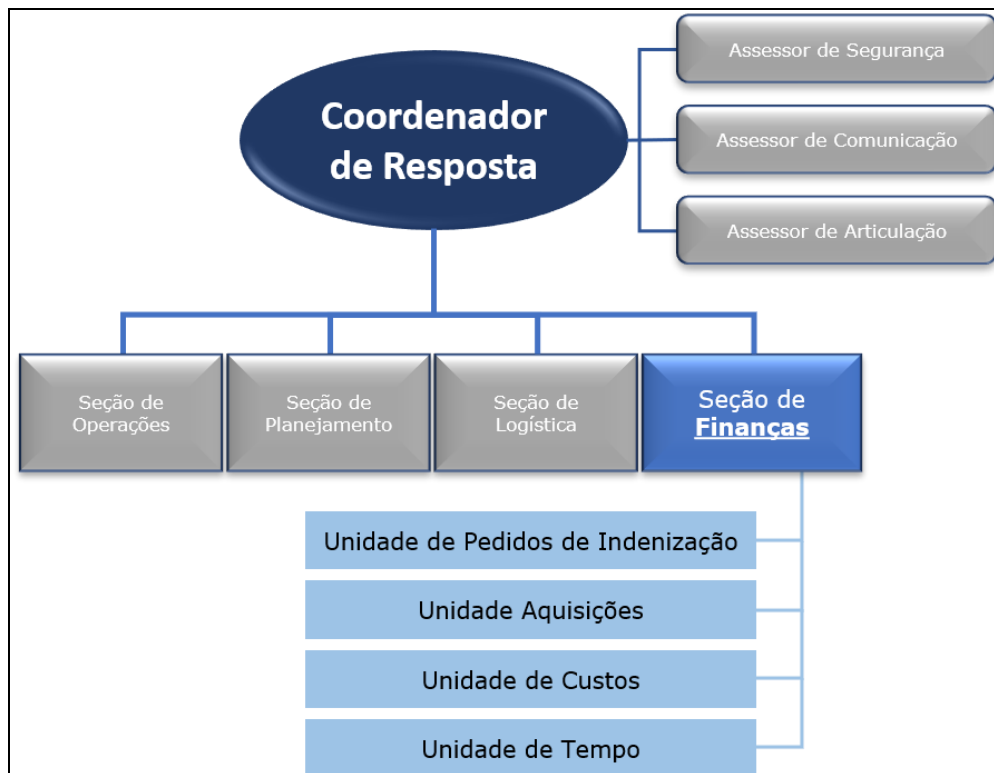 Assessor de Segurança
Coordenador
de Resposta
Assessor de Comunicação
Assessor de Articulação
Seção de
Operações
Seção de
Planejamento
Seção de
Logística
Seção de
Finanças
Unidade de Pedidos de Indenização
Unidade Aquisições
Unidade de Custos
Unidade de Tempo